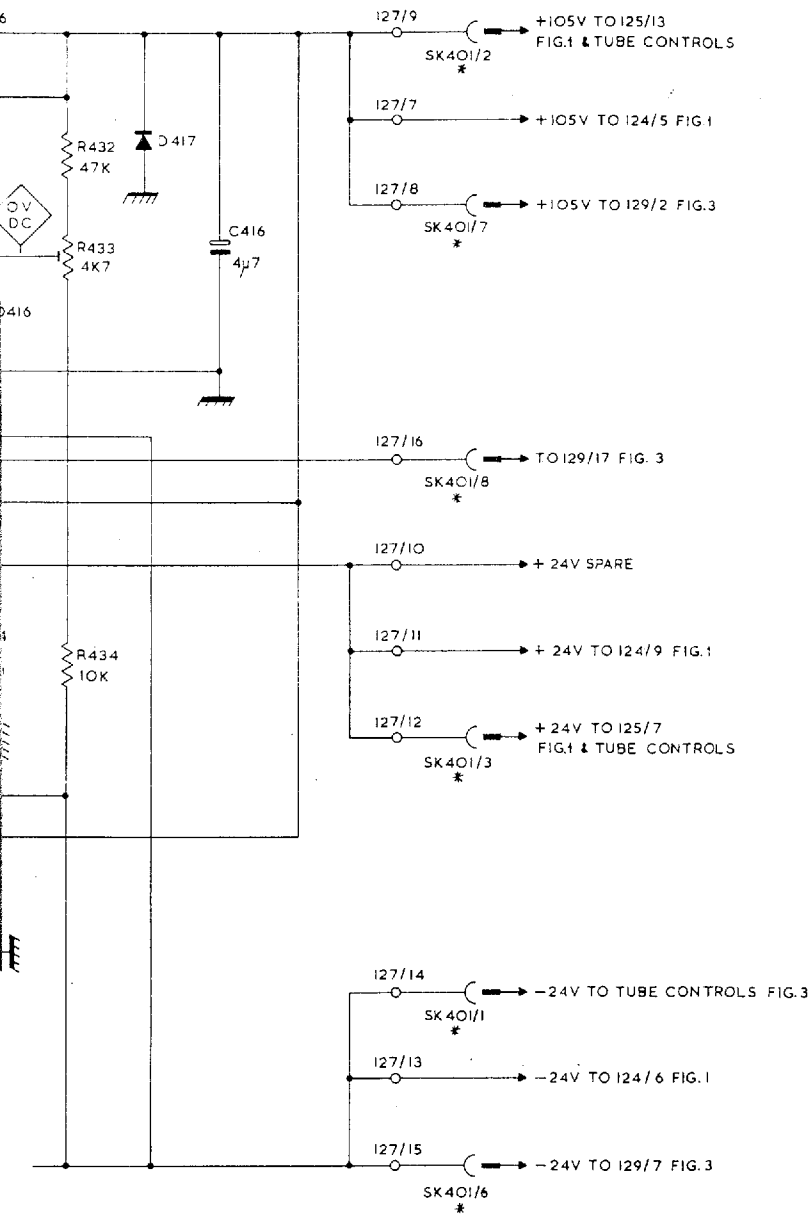 6
127/9
SK401/2
*
+105V TO 125/13
FIG.1 & TUBE CONTROLS
127/7
+105V TO 124/5 FIG.1
R432
47K
D417
127/8
SK401/7
*
+105V TO 129/2 FIG.3
0V
DC
R433
4K7
C416
4µ7
D416
127/16
SK401/8
*
TO 129/17 FIG. 3
127/10
+ 24V SPARE
4
R434
10K
127/11
+ 24V TO 124/9 FIG.1
127/12
SK401/3
*
+ 24V TO 125/7
FIG.1 & TUBE CONTROLS
127/14
SK401/1
*
-24V TO TUBE CONTROLS FIG.3
127/13
-24V TO 124/6 FIG.1
127/15
SK401/6
*
-24V TO 129/7 FIG.3